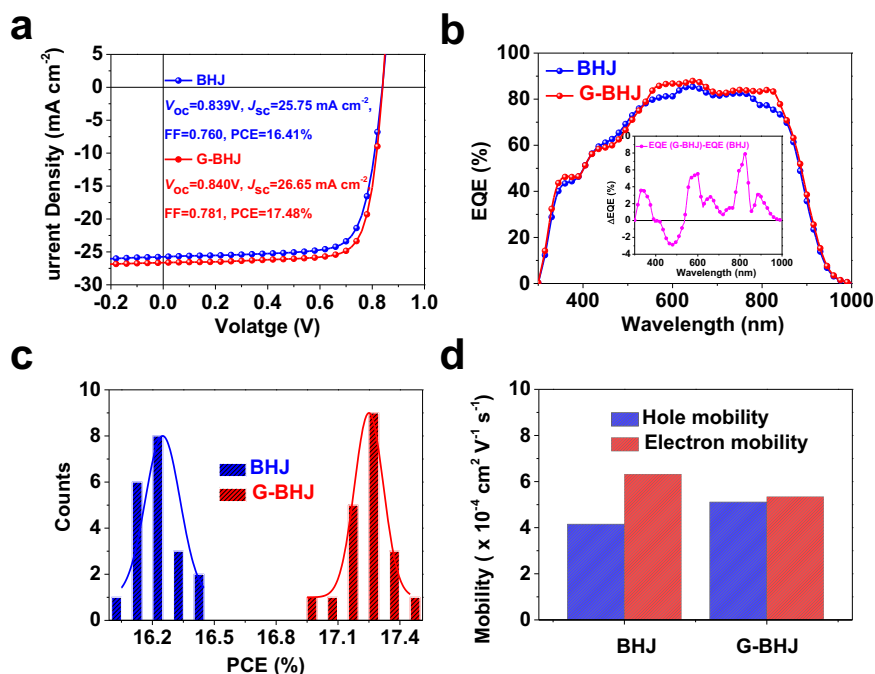 a
urrent Density (mA cm-2)
5
0
-5
-10
-15
-20
-25
-30
BHJ
VOC=0.839V, JSC=25.75 mA cm-2,
FF=0.760, PCE=16.41%
G-BHJ
VOC=0.840V, JSC=26.65 mA cm-2
FF=0.781, PCE=17.48%
-0.2 0.0 0.2 0.4 0.6 0.8 1.0
Volatge (V)
b
EQE (%)
100
80
60
40
20
0
BHJ
G-BHJ
EQE (G-BHJ)-EQE (BHJ)
ΔEQE (%)
8
6
4
2
0
-2
-4
400 600 800 1000
Wavelength (nm)
400 600 800 1000
Wavelength (nm)
c
Counts
10
8
6
4
2
0
BHJ
G-BHJ
16.2 16.5 16.8 17.1 17.4
PCE (%)
d
Mobility ( x 10-4 cm2 V-1 s-1)
10
8
6
4
2
0
Hole mobility
Electron mobility
BHJ G-BHJ